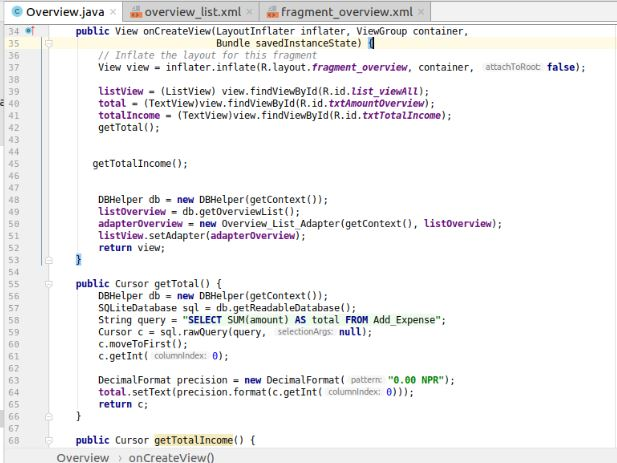 Overview.java × overview_list.xml × fragment_overview.xml ×
34 public View onCreateView(LayoutInflater inflater, ViewGroup container,
35 Bundle savedInstanceState) {
36 // Inflate the layout for this fragment
37 View view = inflater.inflate(R.layout.fragment_overview, container, attachToRoot: false);
38
39 listView = (ListView) view.findViewById(R.id.list_viewAll);
40 total = (TextView)view.findViewById(R.id.txtAmountOverview);
41 totalIncome = (TextView)view.findViewById(R.id.txtTotalIncome);
42 getTotal();
43
44
45 getTotalIncome();
46
47
48 DBHelper db = new DBHelper(getContext());
49 listOverview = db.getOverviewList();
50 adapterOverview = new Overview_List_Adapter(getContext(), listOverview);
51 listView.setAdapter(adapterOverview);
52 return view;
53 }
54
55 public Cursor getTotal() {
56 DBHelper db = new DBHelper(getContext());
57 SQLiteDatabase sql = db.getReadableDatabase();
58 String query = "SELECT SUM(amount) AS total FROM Add_Expense";
59 Cursor c = sql.rawQuery(query, selectionArgs: null);
60 c.moveToFirst();
61 c.getInt( columnIndex: 0);
62
63 DecimalFormat precision = new DecimalFormat( pattern: "0.00 NPR");
64 total.setText(precision.format(c.getInt( columnIndex: 0)));
65 return c;
66 }
67
68 public Cursor getTotalIncome() {
Overview › onCreateView()